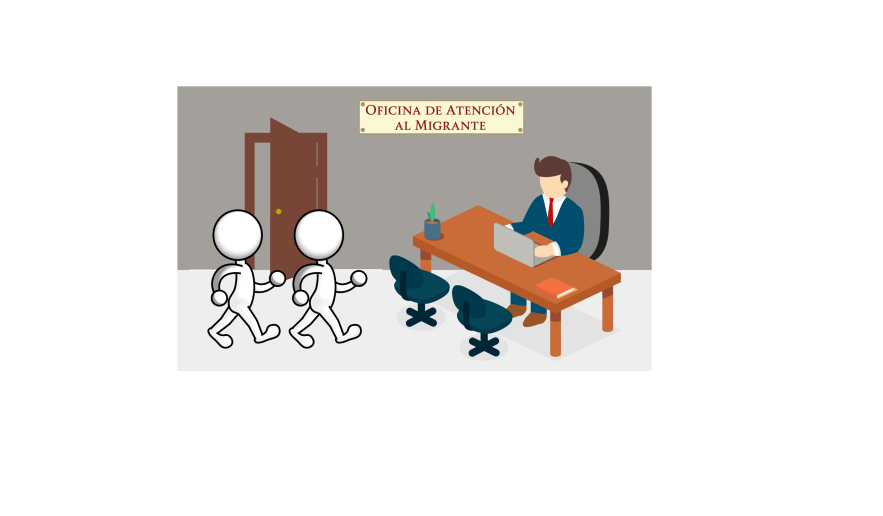 Oficina de Atención
al Migrante